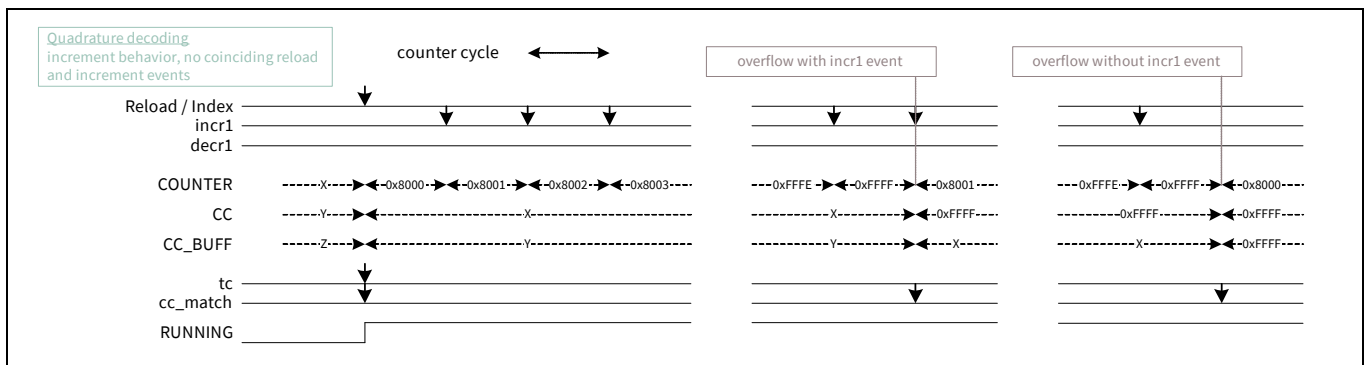 Quadrature decoding
increment behavior, no coinciding reload
and increment events
counter cycle
overflow with incr1 event
overflow without incr1 event
Reload / Index
incr1
decr1
COUNTER X 0x8000 0x8001 0x8002 0x8003 0xFFFE 0xFFFF 0x8001 0xFFFE 0xFFFF 0x8000
CC Y X X 0xFFFF 0xFFFF 0xFFFF
CC_BUFF Z Y Y X X 0xFFFF
tc
cc_match
RUNNING